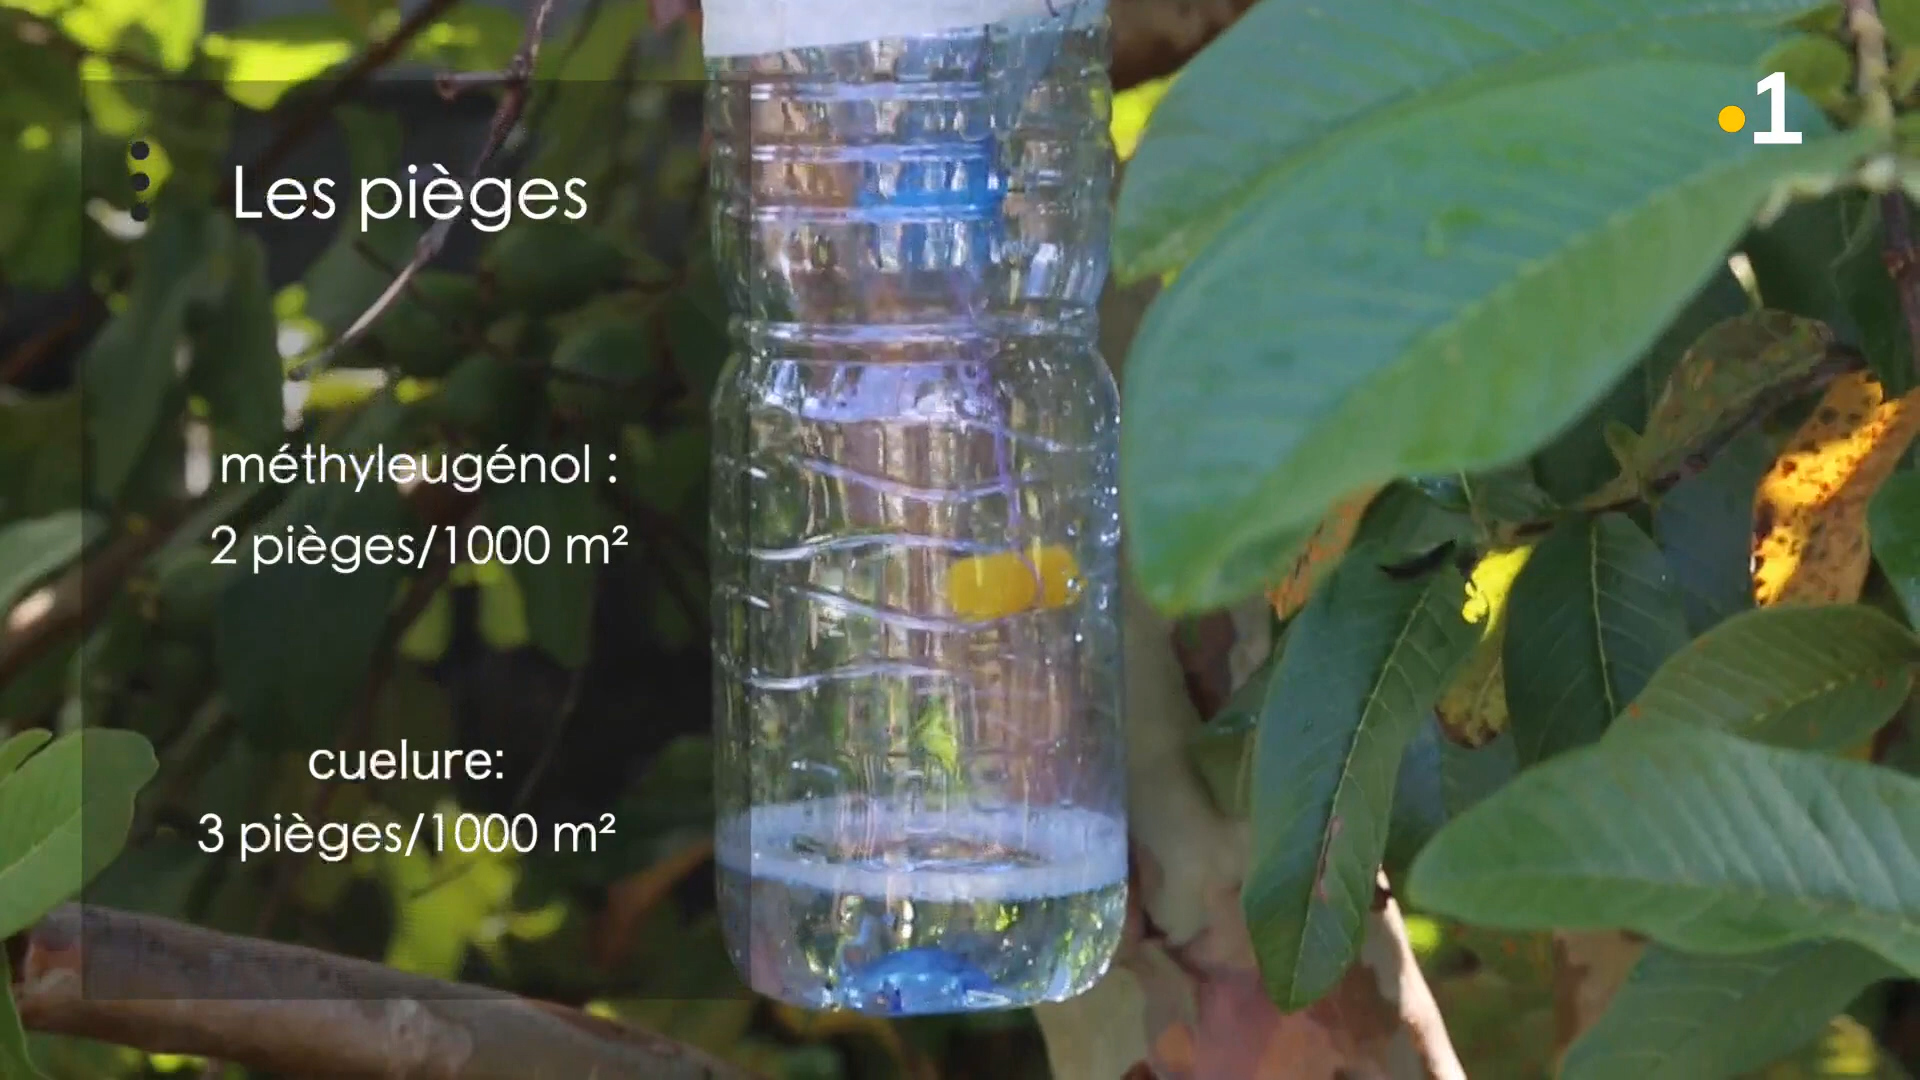 1
Les pièges
méthyleugénol :
2 pièges/1000 m²
cuelure:
3 pièges/1000 m²